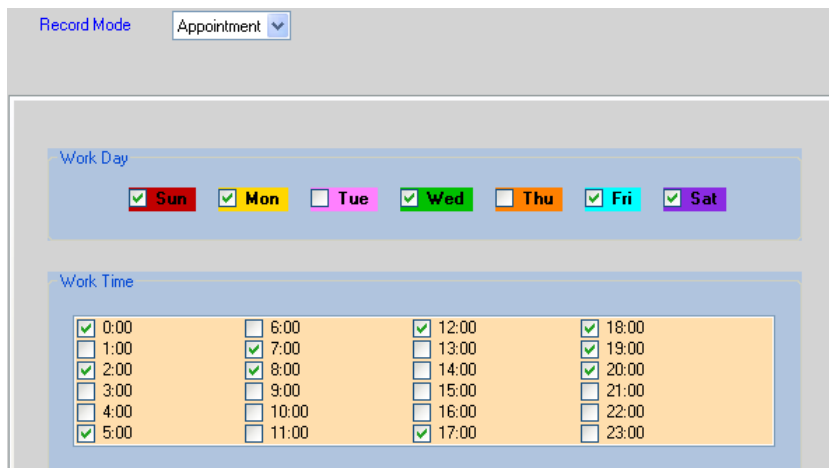 Record Mode Appointment
Work Day
Sun Mon Tue Wed Thu Fri Sat
Work Time
0:00 6:00 12:00 18:00
1:00 7:00 13:00 19:00
2:00 8:00 14:00 20:00
3:00 9:00 15:00 21:00
4:00 10:00 16:00 22:00
5:00 11:00 17:00 23:00